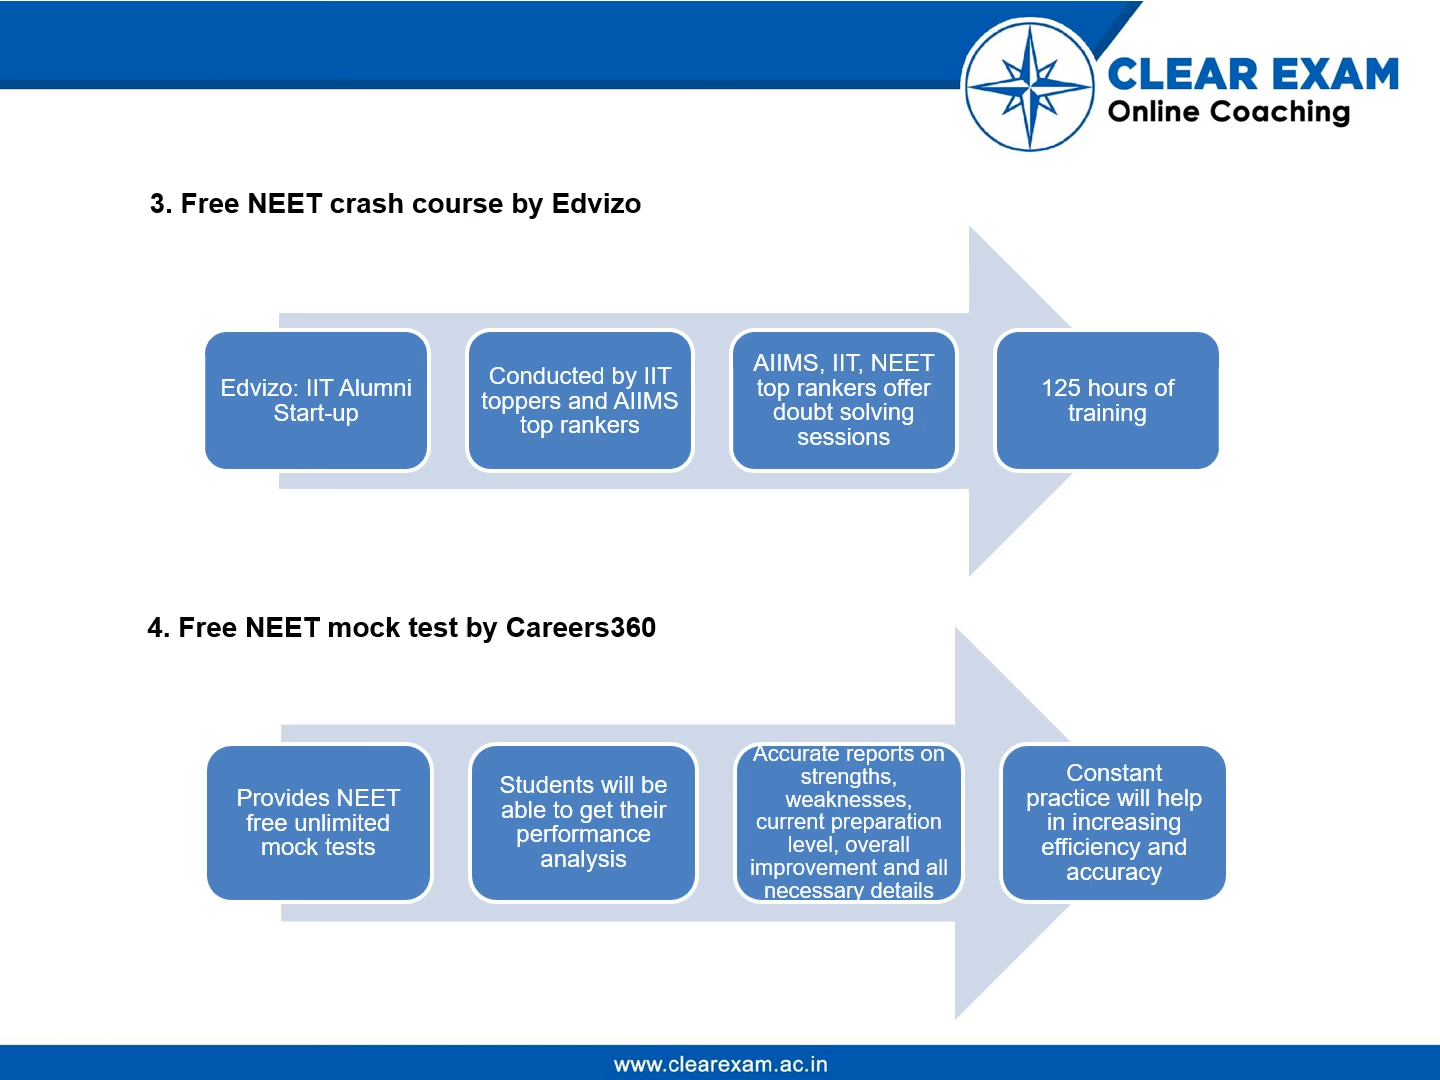 CLEAR EXAM
Online Coaching
3. Free NEET crash course by Edvizo
Edvizo: IIT Alumni
Start-up
Conducted by IIT
toppers and AIIMS
top rankers
AIIMS, IIT, NEET
top rankers offer
doubt solving
sessions
125 hours of
training
4. Free NEET mock test by Careers360
Provides NEET
free unlimited
mock tests
Students will be
able to get their
performance
analysis
Accurate reports on
strengths,
weaknesses,
current preparation
level, overall
improvement and all
necessary details
Constant
practice will help
in increasing
efficiency and
accuracy
www.clearexam.ac.in